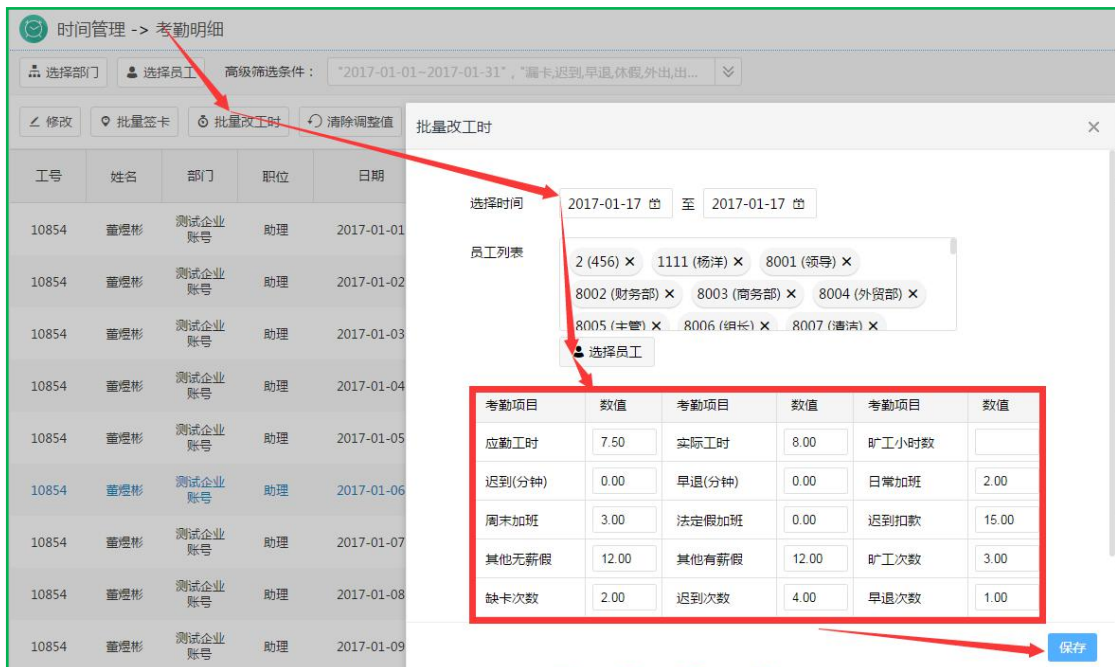 时间管理 -> 考勤明细
选择部门 选择员工 高级筛选条件： "2017-01-01~2017-01-31"，"漏卡,迟到,早退,休假,外出,出...
修改 批量签卡 批量改工时 清除调整值
工号 姓名 部门 职位 日期
10854 董煜彬 测试企业账号 助理 2017-01-01
10854 董煜彬 测试企业账号 助理 2017-01-02
10854 董煜彬 测试企业账号 助理 2017-01-03
10854 董煜彬 测试企业账号 助理 2017-01-04
10854 董煜彬 测试企业账号 助理 2017-01-05
10854 董煜彬 测试企业账号 助理 2017-01-06
10854 董煜彬 测试企业账号 助理 2017-01-07
10854 董煜彬 测试企业账号 助理 2017-01-08
10854 董煜彬 测试企业账号 助理 2017-01-09
批量改工时
选择时间 2017-01-17 至 2017-01-17
员工列表
2 (456) 1111 (杨洋) 8001 (领导)
8002 (财务部) 8003 (商务部) 8004 (外贸部)
8005 (主管) 8006 (组长) 8007 (清洁)
选择员工
考勤项目 数值 考勤项目 数值 考勤项目 数值
应勤工时 7.50 实际工时 8.00 旷工小时数
迟到(分钟) 0.00 早退(分钟) 0.00 日常加班 2.00
周末加班 3.00 法定假加班 0.00 迟到扣款 15.00
其他无薪假 12.00 其他有薪假 12.00 旷工次数 3.00
缺卡次数 2.00 迟到次数 4.00 早退次数 1.00
保存